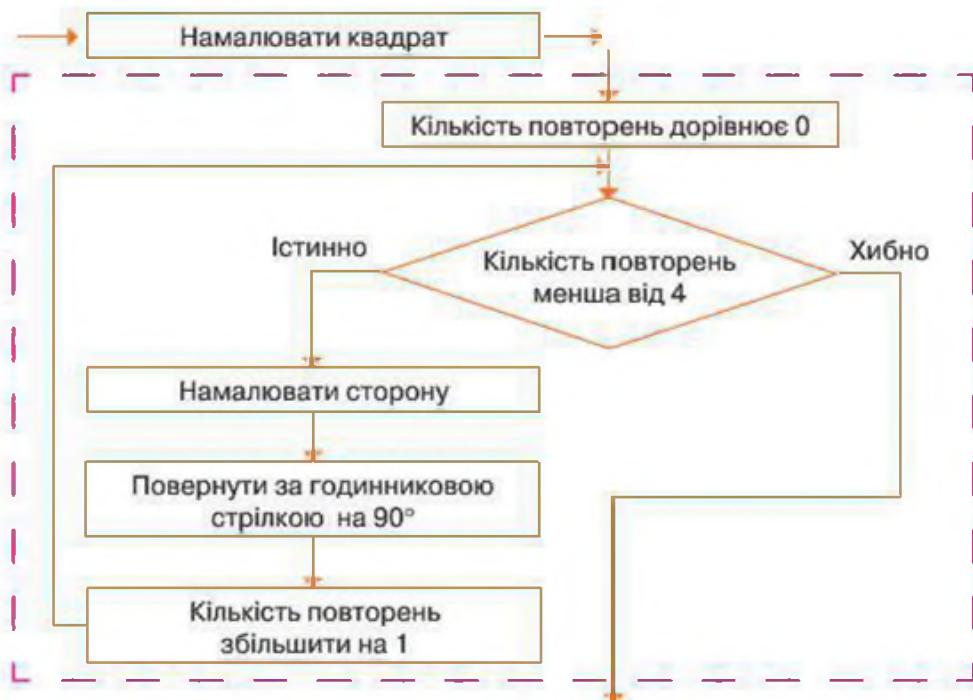 Намалювати квадрат
Кількість повторень дорівнює 0
Істинно
Кількість повторень
менша від 4
Хибно
Намалювати сторону
Повернути за годинниковою
стрілкою на 90°
Кількість повторень
збільшити на 1